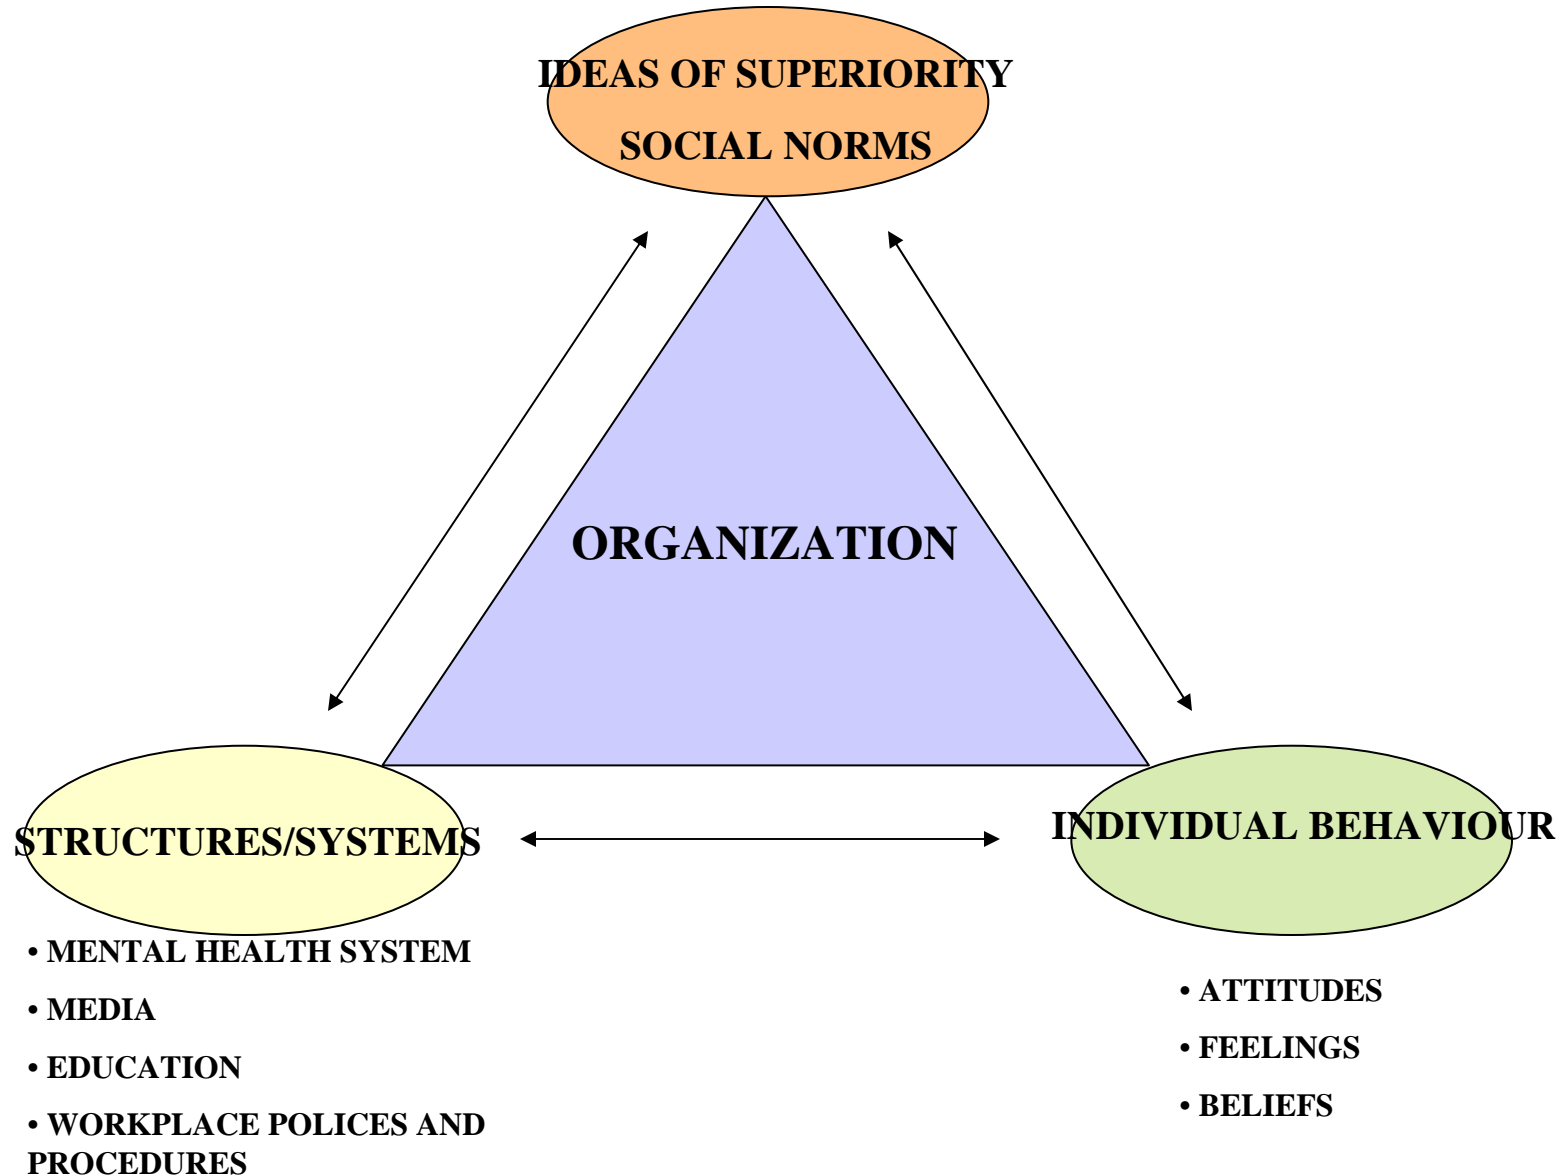 IDEAS OF SUPERIORITY
SOCIAL NORMS
ORGANIZATION
STRUCTURES/SYSTEMS
• MENTAL HEALTH SYSTEM
• MEDIA
• EDUCATION
• WORKPLACE POLICES AND
PROCEDURES
INDIVIDUAL BEHAVIOUR
• ATTITUDES
• FEELINGS
• BELIEFS